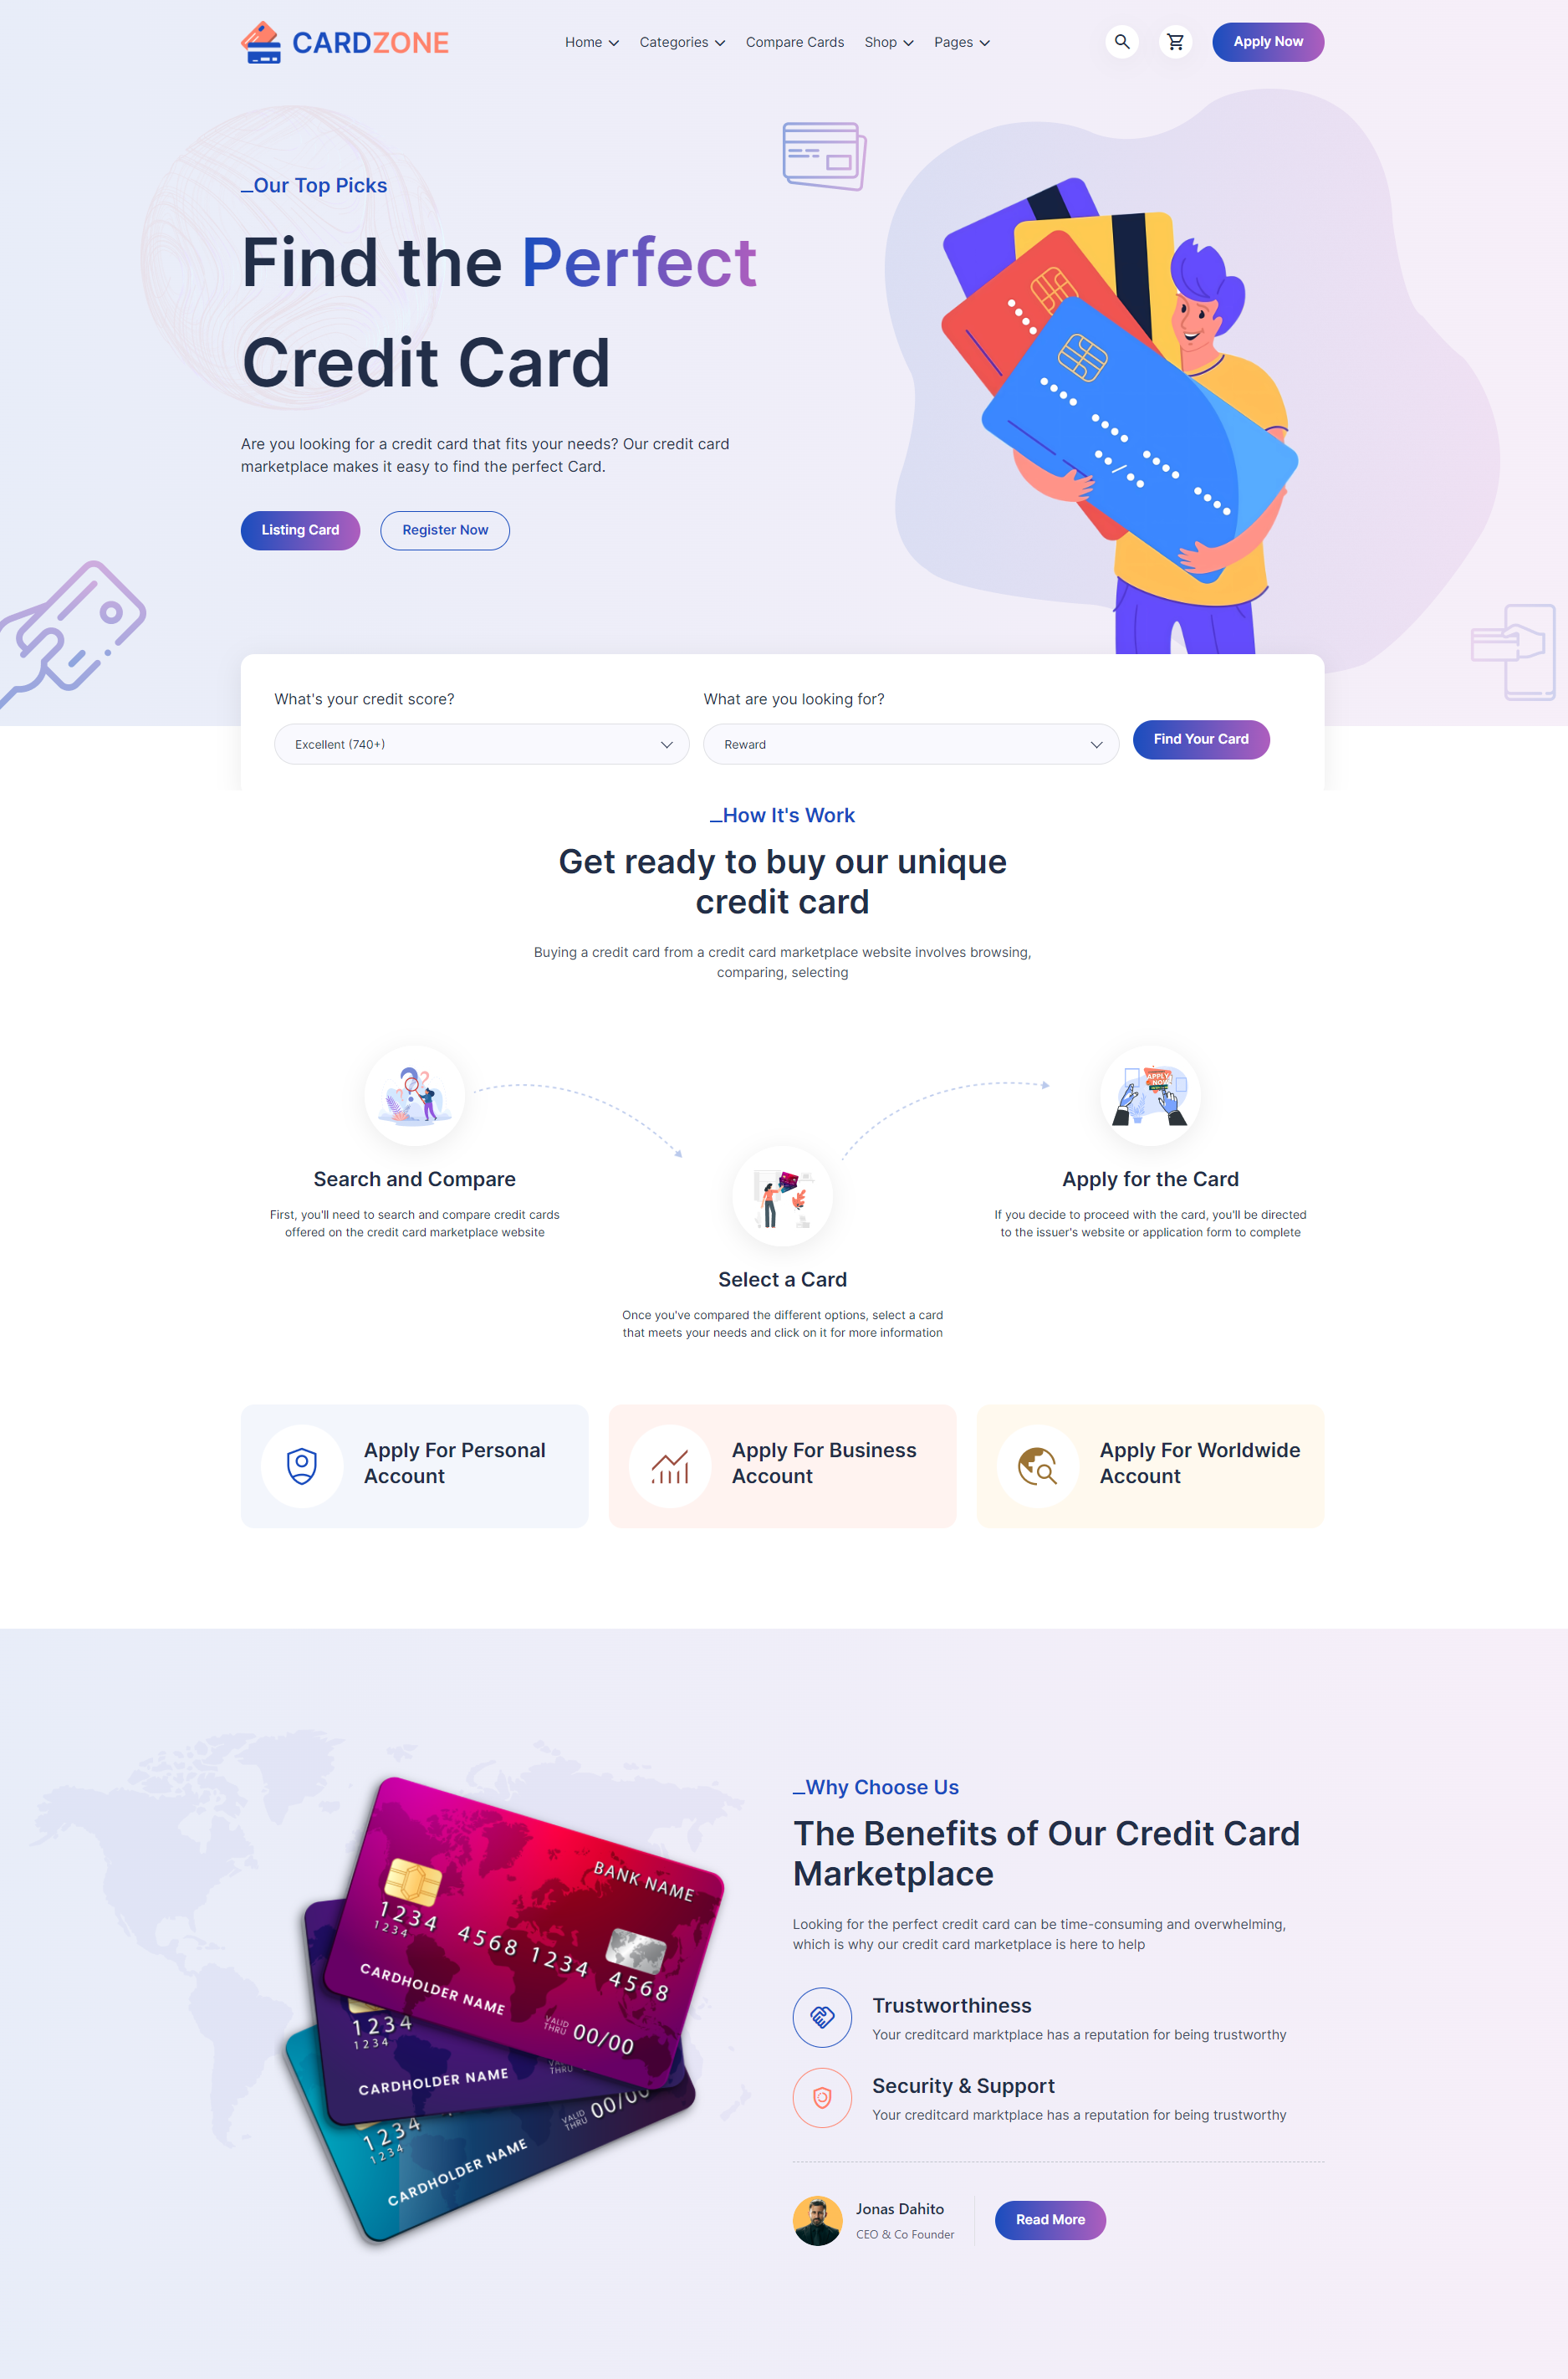 CARDZONE
Home
Categories
Compare Cards
Shop
Pages
Apply Now
_Our Top Picks
Find the Perfect
Credit Card
Are you looking for a credit card that fits your needs? Our credit card
marketplace makes it easy to find the perfect Card.
Listing Card
Register Now
What's your credit score?
What are you looking for?
Excellent (740+)
Reward
Find Your Card
_How It's Work
Get ready to buy our unique
credit card
Buying a credit card from a credit card marketplace website involves browsing,
comparing, selecting
APPLY
NOW
Search and Compare
First, you'll need to search and compare credit cards
offered on the credit card marketplace website
Select a Card
Once you've compared the different options, select a card
that meets your needs and click on it for more information
Apply for the Card
If you decide to proceed with the card, you'll be directed
to the issuer's website or application form to complete
Apply For Personal
Account
Apply For Business
Account
Apply For Worldwide
Account
BANK NAME
1234 4568 1234 4568
1234
CARDHOLDER NAME
VALID
THRU 00/00
1234
1234
CARDHOLDER NAME
VALID
THRU
1234
1234
CARDHOLDER NAME
VALID
THRU 00/00
_Why Choose Us
The Benefits of Our Credit Card
Marketplace
Looking for the perfect credit card can be time-consuming and overwhelming,
which is why our credit card marketplace is here to help
Trustworthiness
Your creditcard marktplace has a reputation for being trustworthy
Security & Support
Your creditcard marktplace has a reputation for being trustworthy
Jonas Dahito
CEO & Co Founder
Read More